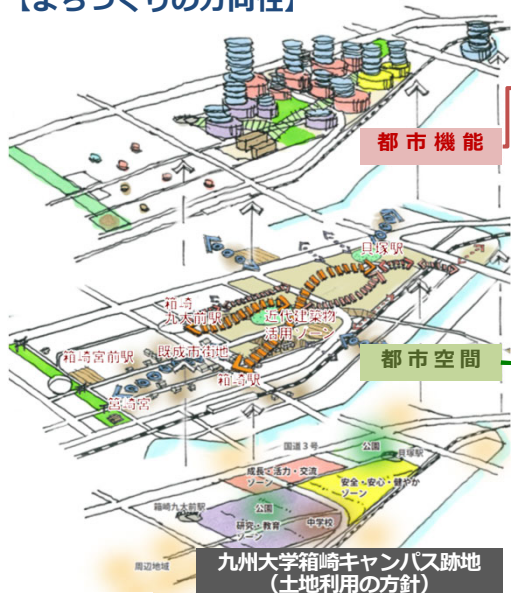 【まちづくりの方向性】
都市機能
貝塚駅
箱崎
九大前駅
近代建築物
活用ゾーン
箱崎宮前駅
既成市街地
箱崎駅
筥崎宮
都市空間
国道3号
公園
貝塚駅
成長・活力・交流
ゾーン
安全・安心・健やか
ゾーン
箱崎九大前駅
公園
研究・教育
ゾーン
中学校
周辺地域
九州大学箱崎キャンパス跡地
(土地利用の方針)